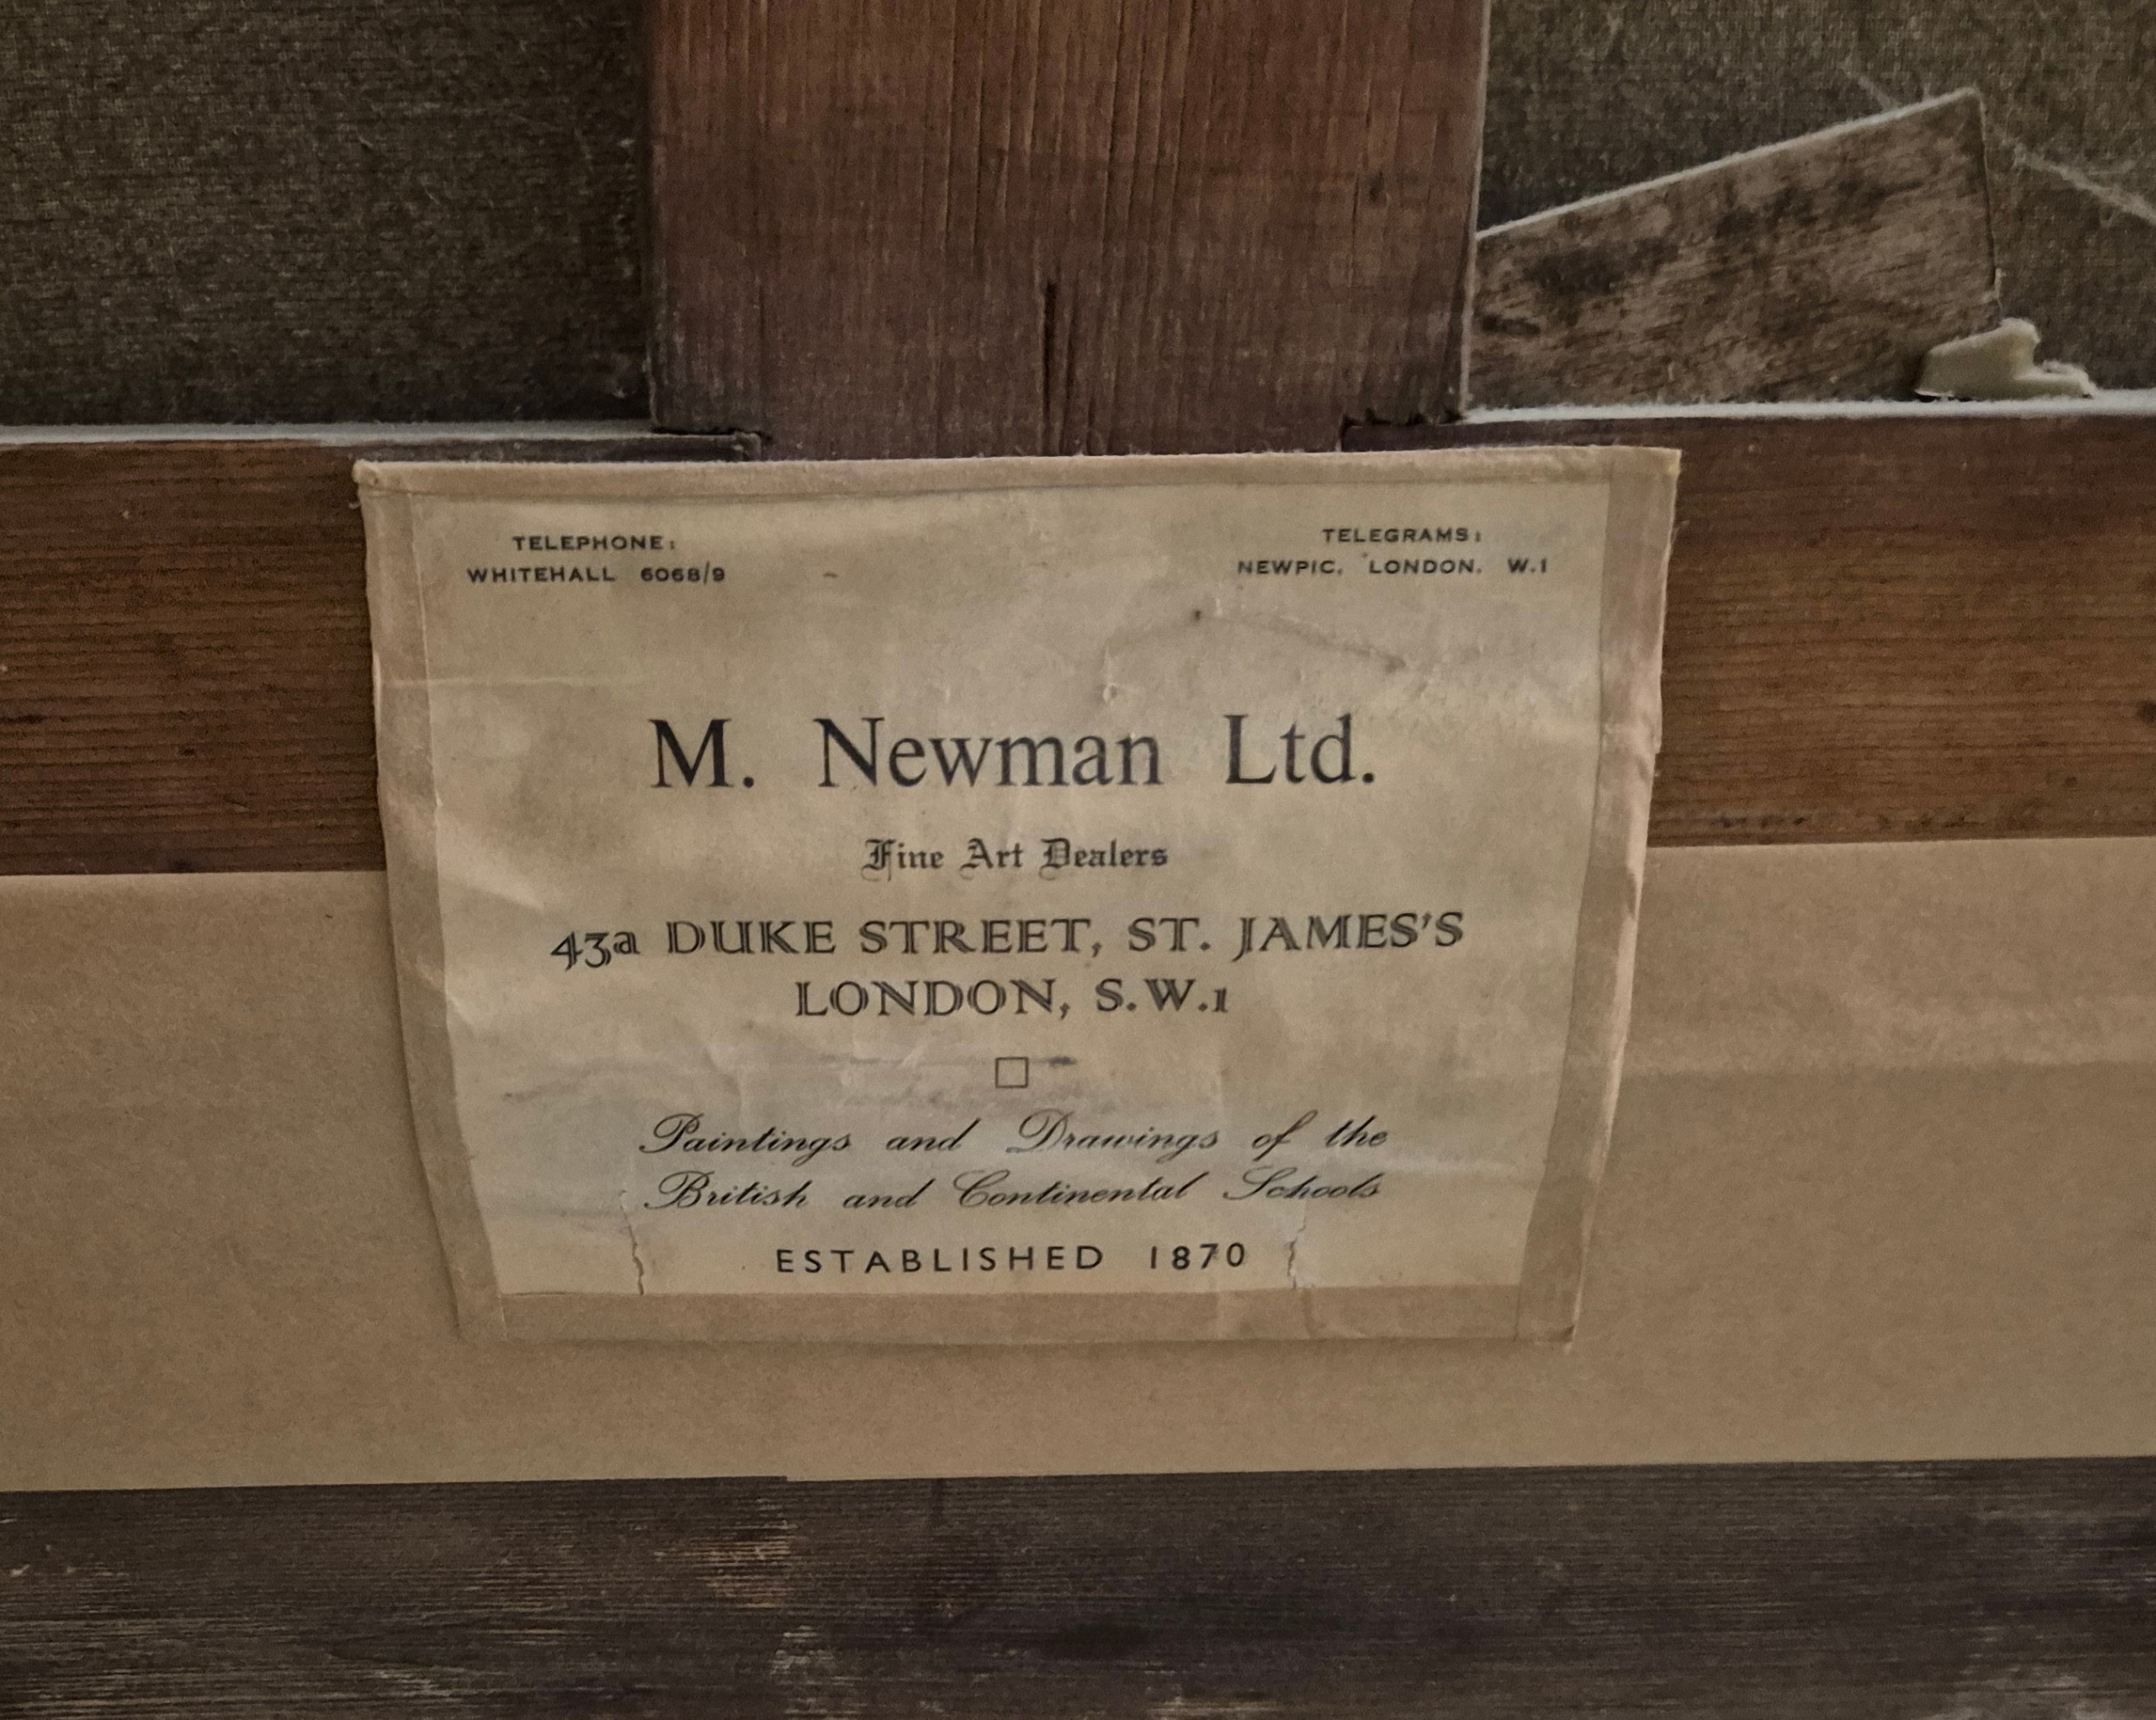 TELEPHONE:
WHITEHALL 6068/9
TELEGRAMS:
NEWPIC, LONDON, W.1
M. Newman Ltd.
Fine Art Dealers
43a DUKE STREET, ST. JAMES'S
LONDON, S.W.1
Paintings and Drawings of the
British and Continental Schools
ESTABLISHED 1870